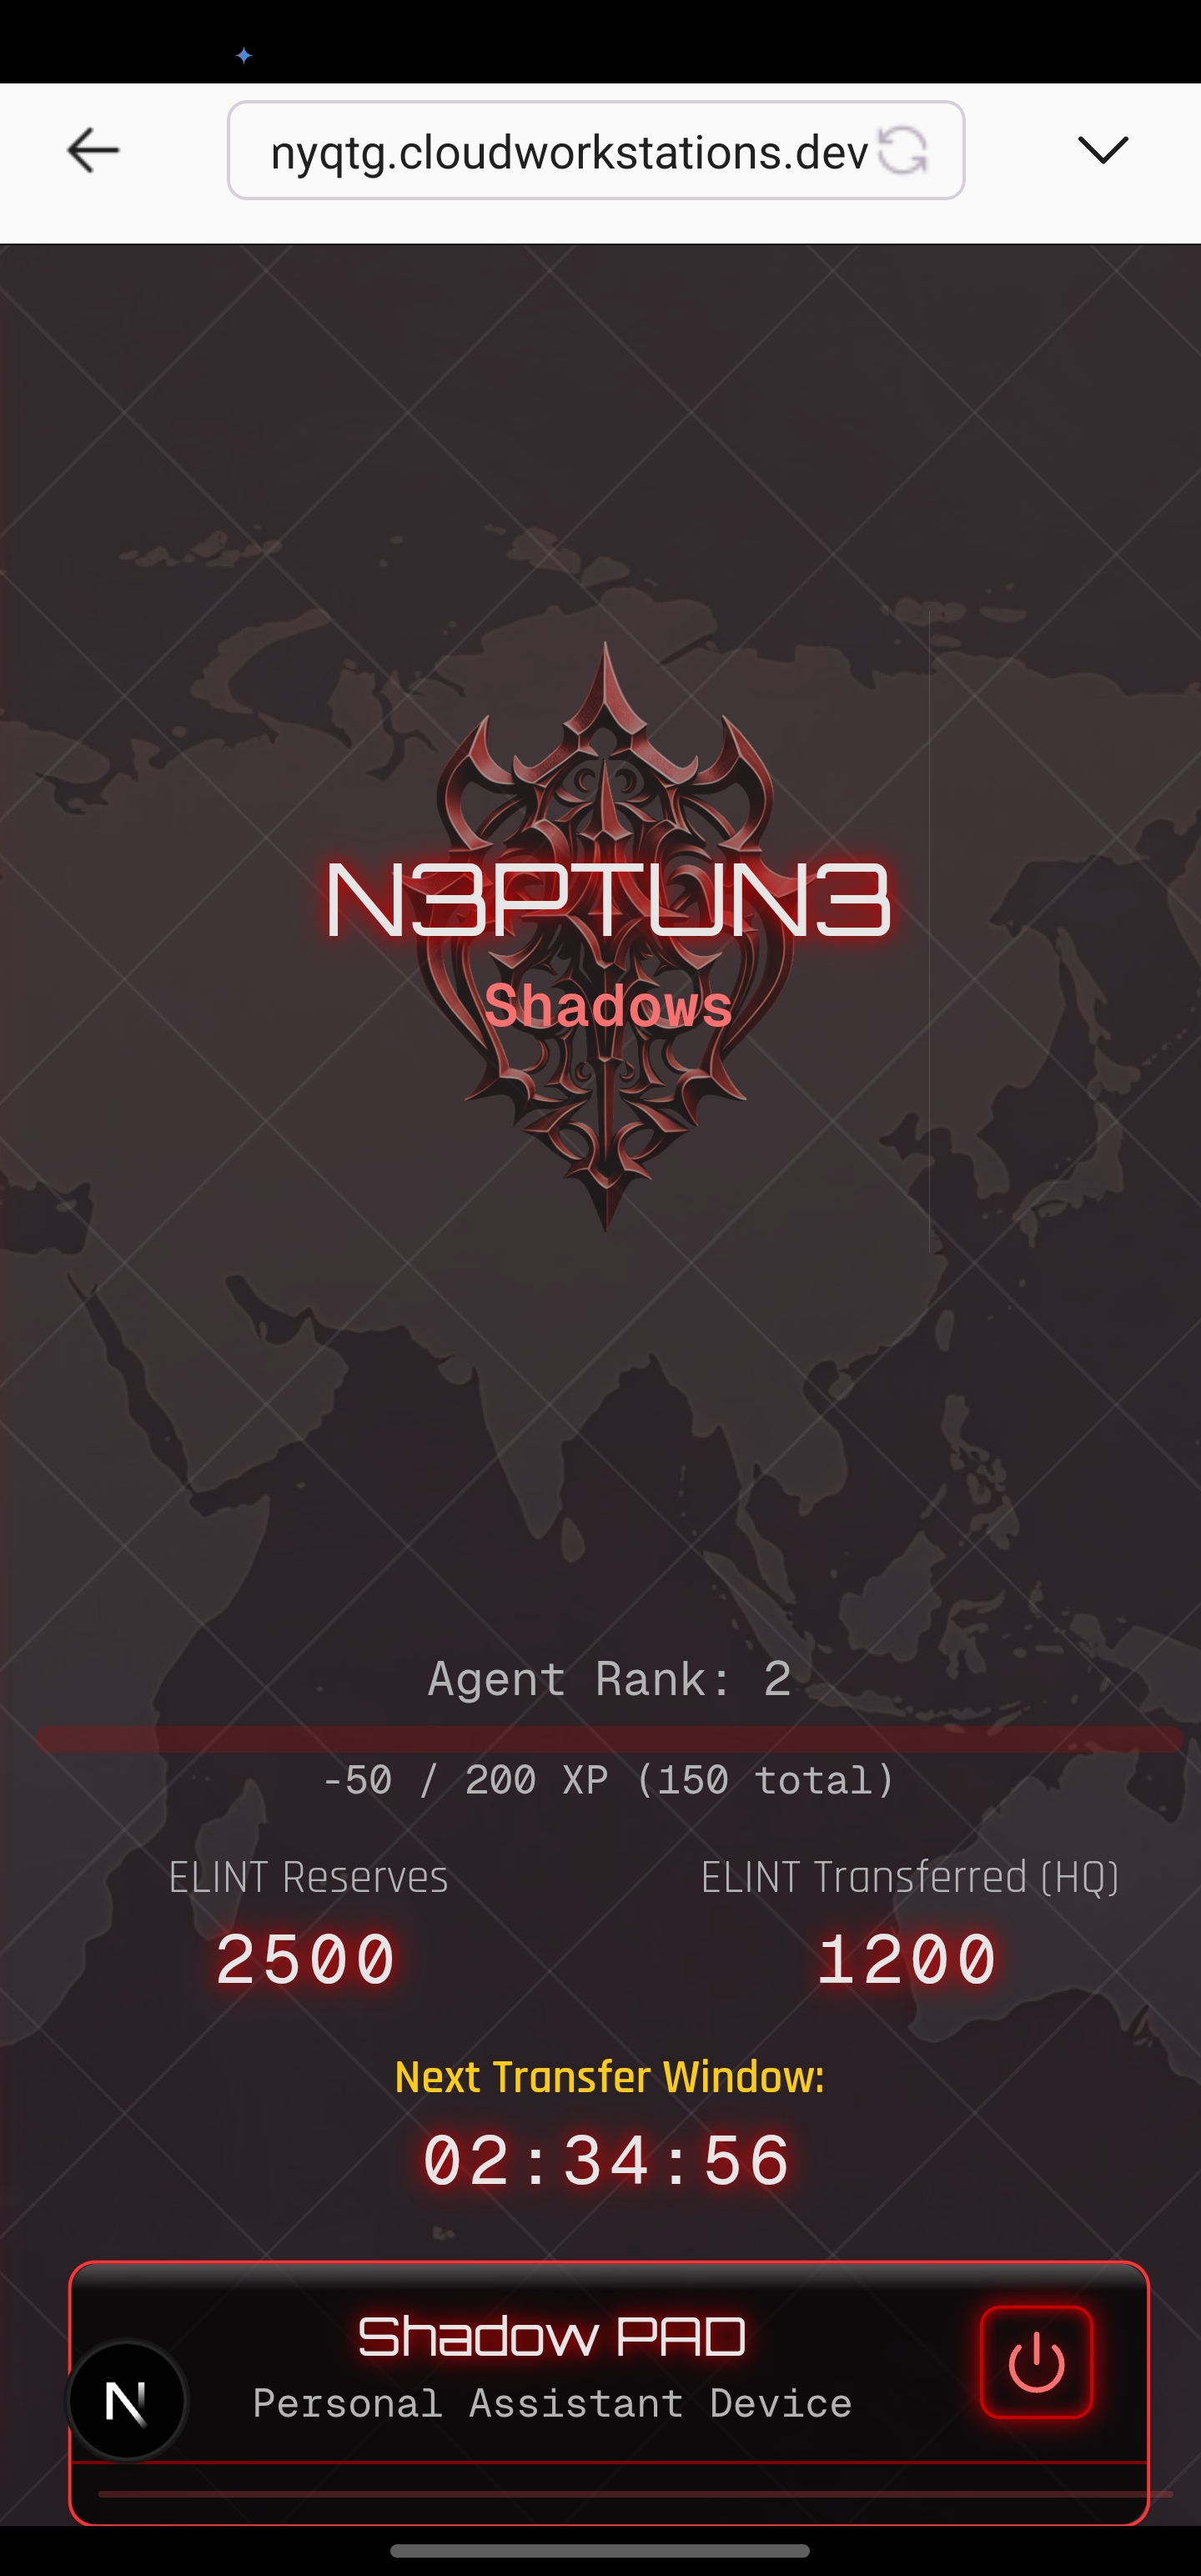 nyqtg.cloudworkstations.dev
N3PTUN3
Shadows
Agent Rank: 2
-50 / 200 XP (150 total)
ELINT Reserves
ELINT Transferred (HQ)
2500
1200
Next Transfer Window:
02:34:56
Shadow PAD
Personal Assistant Device
N